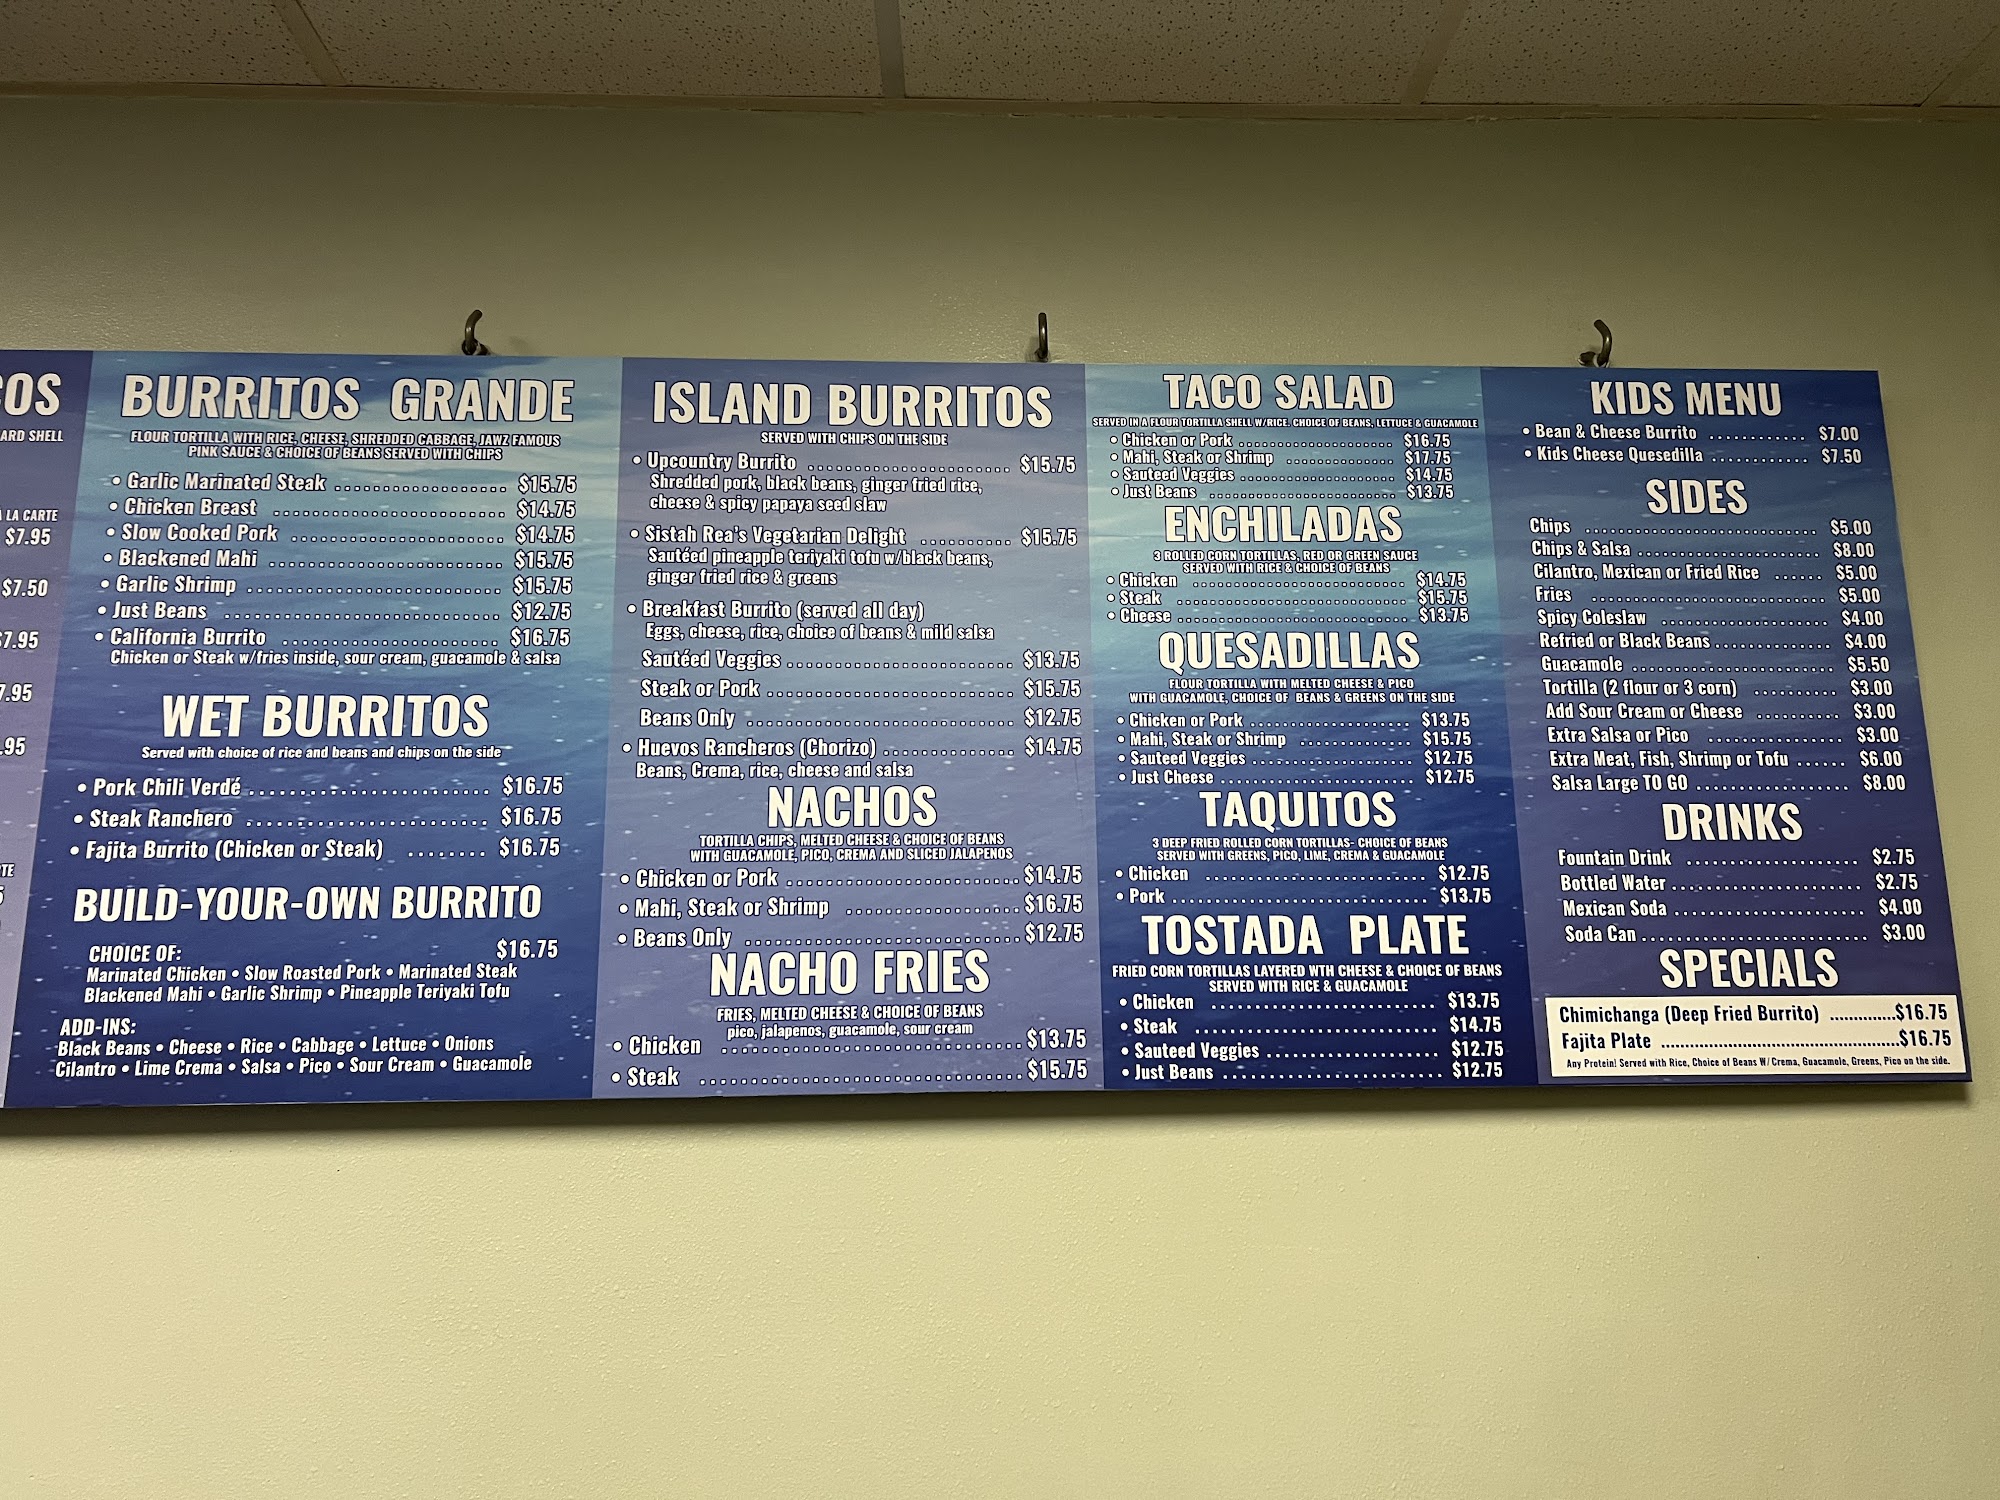 COS
ARD SHELL
A LA CARTE
$7.95
$7.50
$7.95
7.95
.95
TE
BURRITOS GRANDE
FLOUR TORTILLA WITH RICE, CHEESE, SHREDDED CABBAGE, JAWZ FAMOUS
PINK SAUCE & CHOICE OF BEANS SERVED WITH CHIPS
• Garlic Marinated Steak ................... $15.75
• Chicken Breast ................... $14.75
• Slow Cooked Pork ................... $14.75
• Blackened Mahi ................... $15.75
• Garlic Shrimp ................... $15.75
• Just Beans ................... $12.75
• California Burrito ................... $16.75
Chicken or Steak w/fries inside, sour cream, guacamole & salsa
WET BURRITOS
Served with choice of rice and beans and chips on the side
• Pork Chili Verdé ................... $16.75
• Steak Ranchero ................... $16.75
• Fajita Burrito (Chicken or Steak) ........ $16.75
BUILD-YOUR-OWN BURRITO
CHOICE OF: $16.75
Marinated Chicken • Slow Roasted Pork • Marinated Steak
Blackened Mahi • Garlic Shrimp • Pineapple Teriyaki Tofu
ADD-INS:
Black Beans • Cheese • Rice • Cabbage • Lettuce • Onions
Cilantro • Lime Crema • Salsa • Pico • Sour Cream • Guacamole
ISLAND BURRITOS
SERVED WITH CHIPS ON THE SIDE
• Upcountry Burrito ................... $15.75
Shredded pork, black beans, ginger fried rice,
cheese & spicy papaya seed slaw
• Sistah Rea's Vegetarian Delight .......... $15.75
Sautéed pineapple teriyaki tofu w/black beans,
ginger fried rice & greens
• Breakfast Burrito (served all day)
Eggs, cheese, rice, choice of beans & mild salsa
Sautéed Veggies ................... $13.75
Steak or Pork ................... $15.75
Beans Only ................... $12.75
• Huevos Rancheros (Chorizo) .............. $14.75
Beans, Crema, rice, cheese and salsa
NACHOS
TORTILLA CHIPS, MELTED CHEESE & CHOICE OF BEANS
WITH GUACAMOLE, PICO, CREMA AND SLICED JALAPENOS
• Chicken or Pork ................... $14.75
• Mahi, Steak or Shrimp ................... $16.75
• Beans Only ................... $12.75
NACHO FRIES
FRIES, MELTED CHEESE & CHOICE OF BEANS
pico, jalapenos, guacamole, sour cream
• Chicken ................... $13.75
• Steak ................... $15.75
TACO SALAD
SERVED IN A FLOUR TORTILLA SHELL W/RICE, CHOICE OF BEANS, LETTUCE & GUACAMOLE
• Chicken or Pork ................... $16.75
• Mahi, Steak or Shrimp .............. $17.75
• Sauteed Veggies ................... $14.75
• Just Beans ................... $13.75
ENCHILADAS
3 ROLLED CORN TORTILLAS, RED OR GREEN SAUCE
SERVED WITH RICE & CHOICE OF BEANS
• Chicken ................... $14.75
• Steak ................... $15.75
• Cheese ................... $13.75
QUESADILLAS
FLOUR TORTILLA WITH MELTED CHEESE & PICO
WITH GUACAMOLE, CHOICE OF BEANS & GREENS ON THE SIDE
• Chicken or Pork ................... $13.75
• Mahi, Steak or Shrimp .............. $15.75
• Sauteed Veggies ................... $12.75
• Just Cheese ................... $12.75
TAQUITOS
3 DEEP FRIED ROLLED CORN TORTILLAS- CHOICE OF BEANS
SERVED WITH GREENS, PICO, LIME, CREMA & GUACAMOLE
• Chicken ................... $12.75
• Pork ................... $13.75
TOSTADA PLATE
FRIED CORN TORTILLAS LAYERED WTH CHEESE & CHOICE OF BEANS
SERVED WITH RICE & GUACAMOLE
• Chicken ................... $13.75
• Steak ................... $14.75
• Sauteed Veggies ................... $12.75
• Just Beans ................... $12.75
KIDS MENU
• Bean & Cheese Burrito ............ $7.00
• Kids Cheese Quesedilla ............ $7.50
SIDES
Chips ................... $5.00
Chips & Salsa ................... $8.00
Cilantro, Mexican or Fried Rice ...... $5.00
Fries ................... $5.00
Spicy Coleslaw ................... $4.00
Refried or Black Beans .............. $4.00
Guacamole ................... $5.50
Tortilla (2 flour or 3 corn) .......... $3.00
Add Sour Cream or Cheese .......... $3.00
Extra Salsa or Pico ................ $3.00
Extra Meat, Fish, Shrimp or Tofu ...... $6.00
Salsa Large TO GO .................. $8.00
DRINKS
Fountain Drink ................... $2.75
Bottled Water ................... $2.75
Mexican Soda ................... $4.00
Soda Can ................... $3.00
SPECIALS
Chimichanga (Deep Fried Burrito) .............$16.75
Fajita Plate ................................................$16.75
Any Protein! Served with Rice, Choice of Beans W/ Crema, Guacamole, Greens, Pico on the side.